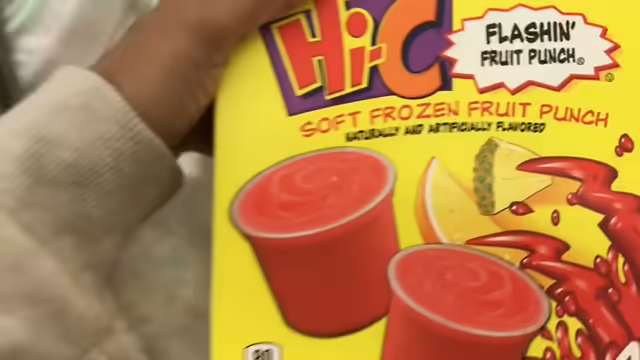 Hi-C
FLASHIN'
FRUIT PUNCH®
SOFT FROZEN FRUIT PUNCH
NATURALLY AND ARTIFICIALLY FLAVORED